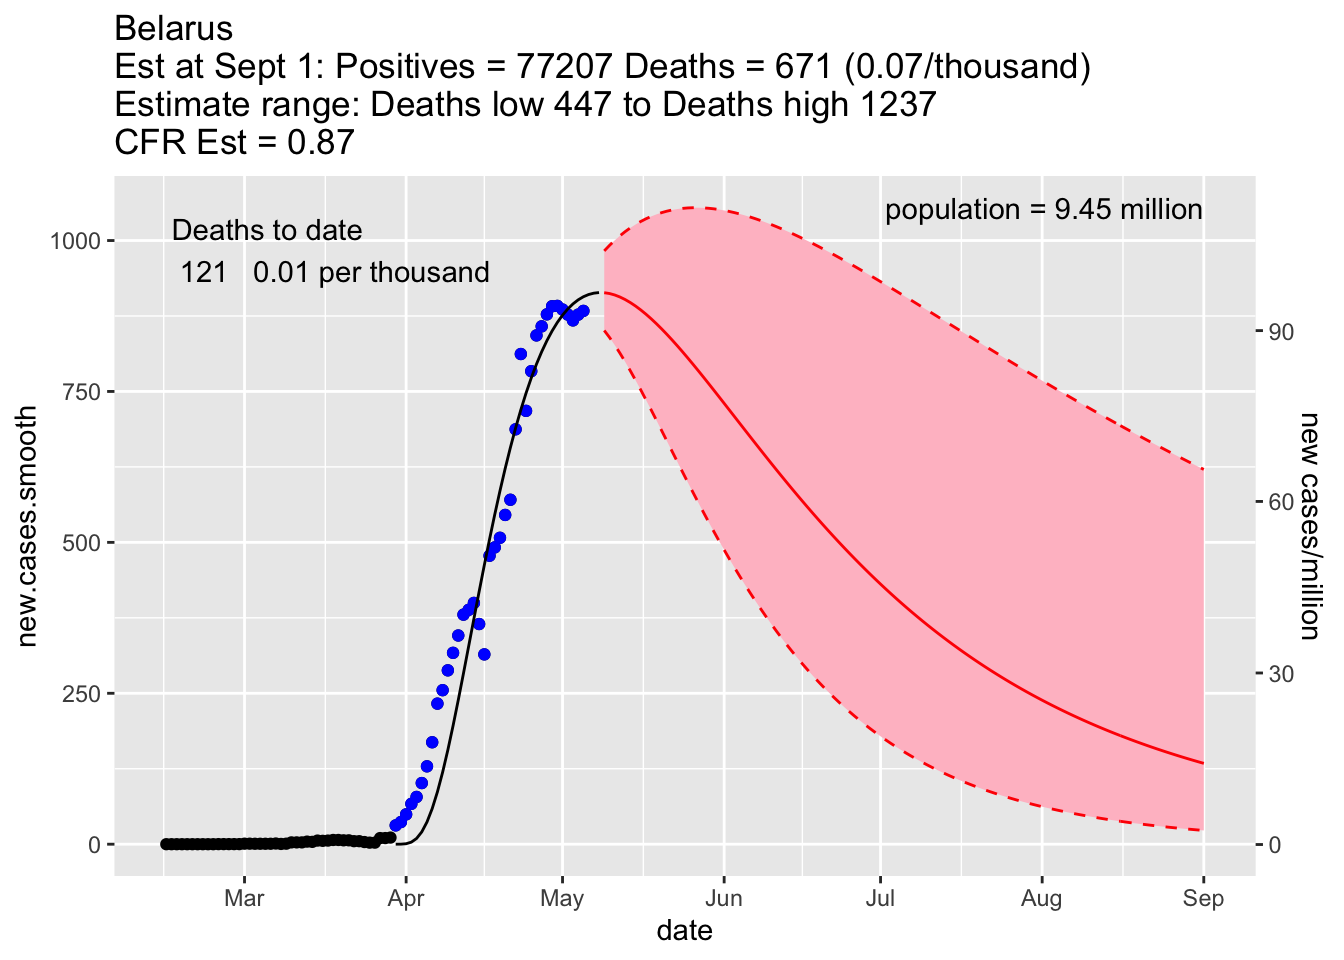 Belarus
Est at Sept 1: Positives = 77207 Deaths = 671 (0.07/thousand)
Estimate range: Deaths low 447 to Deaths high 1237
CFR Est = 0.87
population = 9.45 million
Deaths to date
121 0.01 per thousand
new.cases.smooth
1000
750
500
250
0
90
60
30
0
new cases/million
Mar Apr May Jun Jul Aug Sep
date